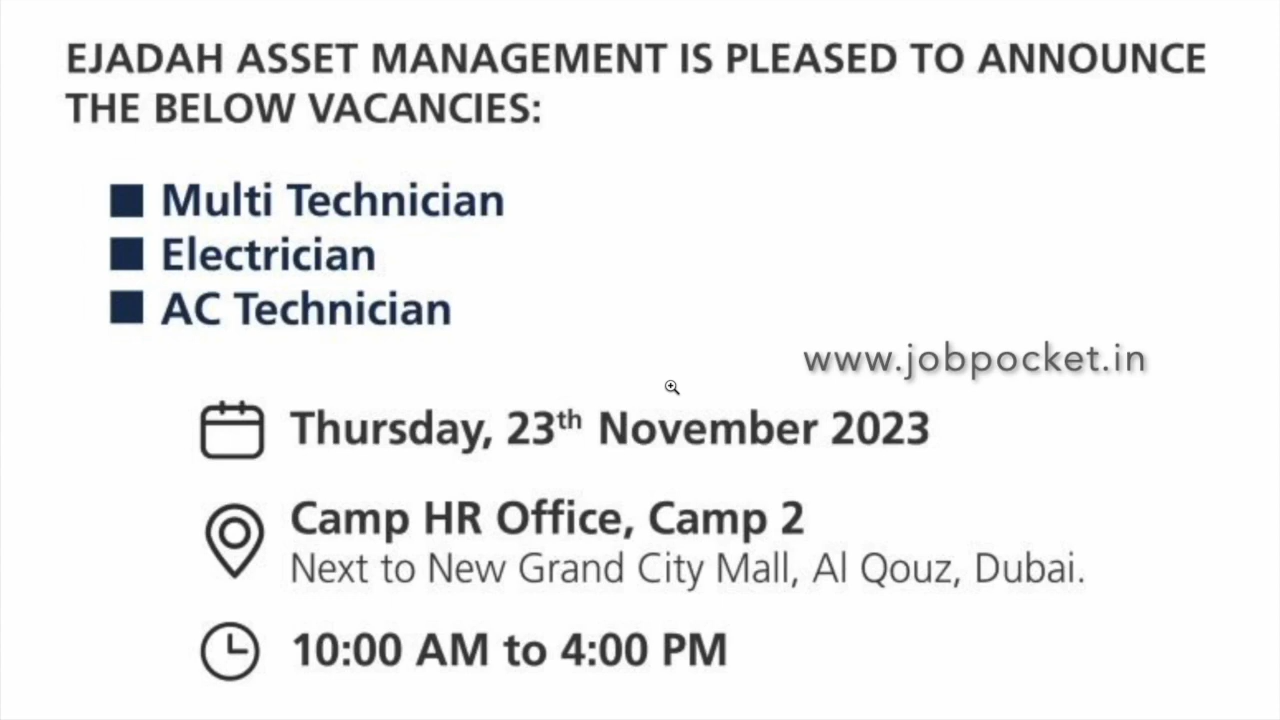 EJADAH ASSET MANAGEMENT IS PLEASED TO ANNOUNCE
THE BELOW VACANCIES:
Multi Technician
Electrician
AC Technician
www.jobpocket.in
Thursday, 23th November 2023
Camp HR Office, Camp 2
Next to New Grand City Mall, Al Qouz, Dubai.
10:00 AM to 4:00 PM